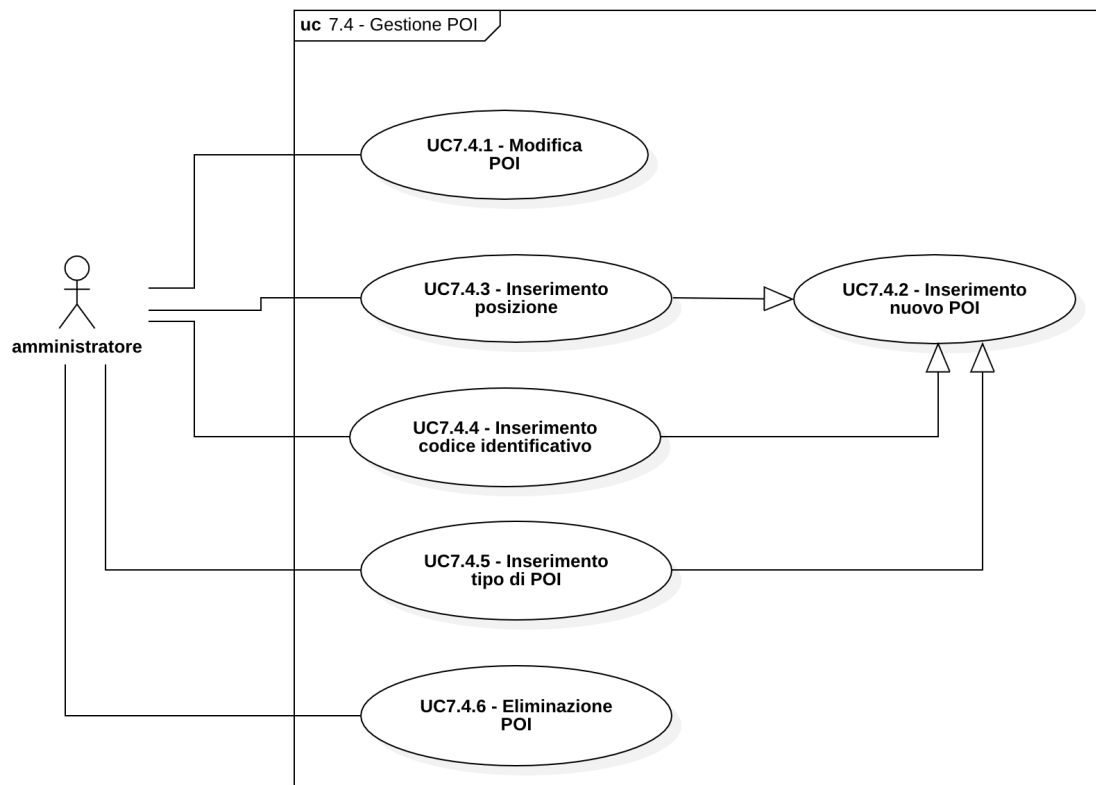 uc 7.4 - Gestione POI
UC7.4.1 - Modifica
POI
UC7.4.3 - Inserimento
posizione
UC7.4.2 - Inserimento
nuovo POI
amministratore
UC7.4.4 - Inserimento
codice identificativo
UC7.4.5 - Inserimento
tipo di POI
UC7.4.6 - Eliminazione
POI